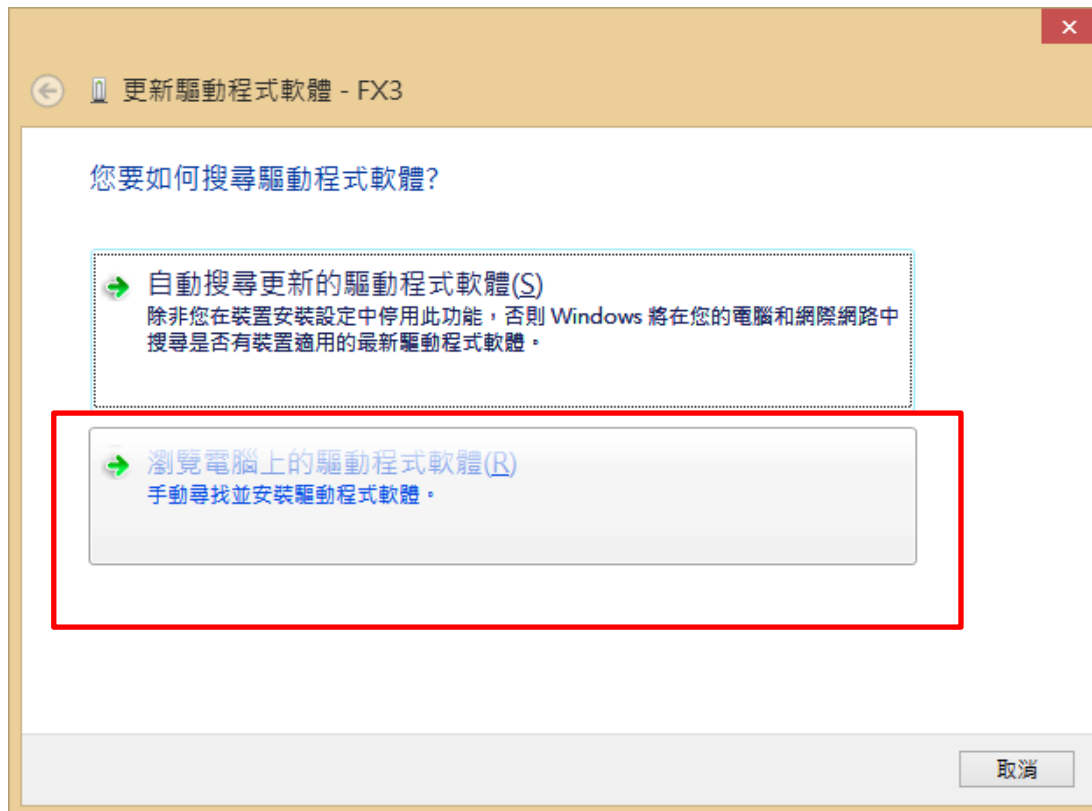 更新驅動程式軟體 - FX3
您要如何搜尋驅動程式軟體?
自動搜尋更新的驅動程式軟體(S)
除非您在裝置安裝設定中停用此功能，否則 Windows 將在您的電腦和網際網路中
搜尋是否有裝置適用的最新驅動程式軟體。
瀏覽電腦上的驅動程式軟體(R)
手動尋找並安裝驅動程式軟體。
取消